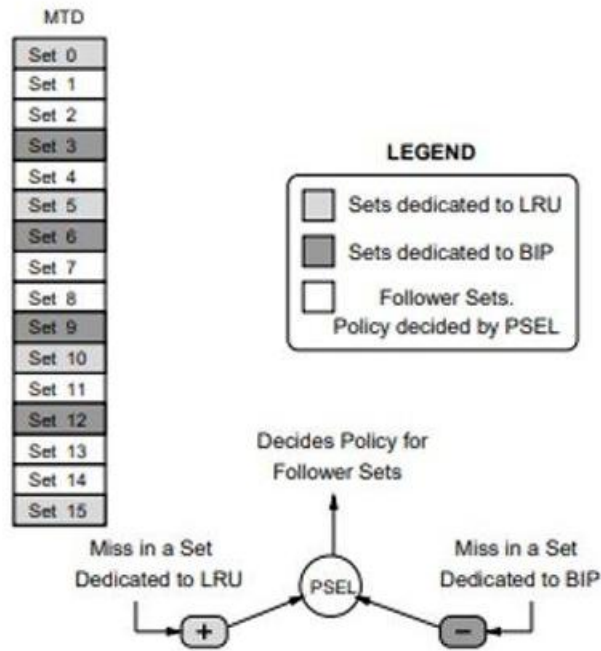 MTD
Set 0
Set 1
Set 2
Set 3
Set 4
Set 5
Set 6
Set 7
Set 8
Set 9
Set 10
Set 11
Set 12
Set 13
Set 14
Set 15
LEGEND
Sets dedicated to LRU
Sets dedicated to BIP
Follower Sets.
Policy decided by PSEL
Decides Policy for
Follower Sets
Miss in a Set
Dedicated to LRU
PSEL
Miss in a Set
Dedicated to BIP
+
−